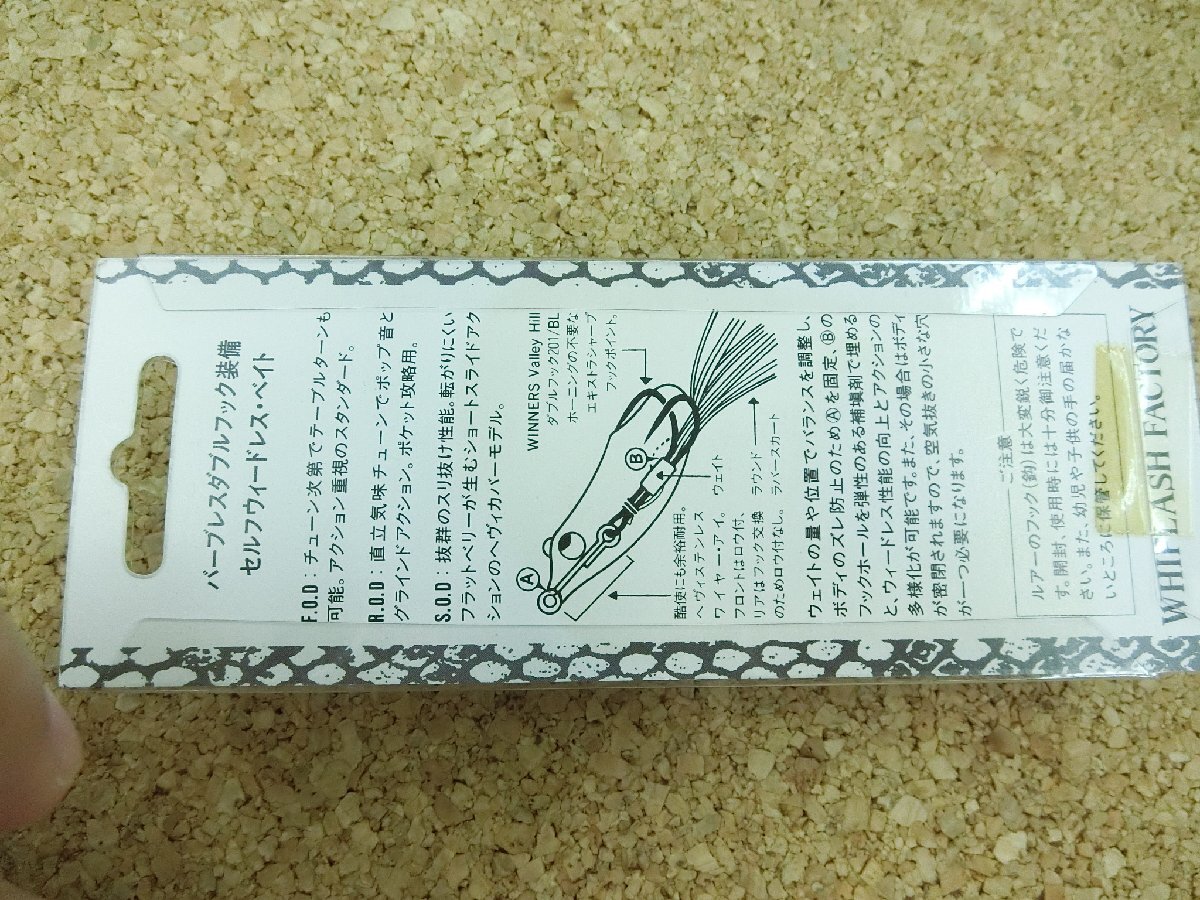 バーブレスダブルフック装備
セルフウィードレス・ベイト
F.O.D：チューン次第でテーブルターンも
可能。アクション重視のスタンダード。
R.O.D：直立気味チューンでポップ音と
グラインドアクション。ポケット攻略用。
S.O.D：抜群のスリ抜け性能。転がりにくい
フラットベリーが生むショートスライドアク
ションのヘヴィカバーモデル。
WINNERS Valley Hill
ダブルフック201/BL
ホーニングの不要な
エキストラシャープ
フックポイント。
Ⓐ
Ⓑ
酷使にも余裕耐用。
ヘヴィステンレス
ワイヤー・アイ。
フロントはロウ付、
リアはフック交換
のためロウ付なし。
ウェイト
ラウンド
ラバースカート
ウェイトの量や位置でバランスを調整し、
ボディのズレ防止のためⒶを固定、Ⓑの
フックホールを弾性のある補填剤で埋める
と、ウィードレス性能の向上とアクションの
多様化が可能です。また、その場合はボディ
が密閉されますので、空気抜きの小さな穴
が一つ必要になります。
ご注意
ルアーのフック(釣)は大変鋭く危険で
す。開封、使用時には十分御注意くだ
さい。また、幼児や子供の手の届かな
いところに保管してください。
WHIPLASH FACTORY